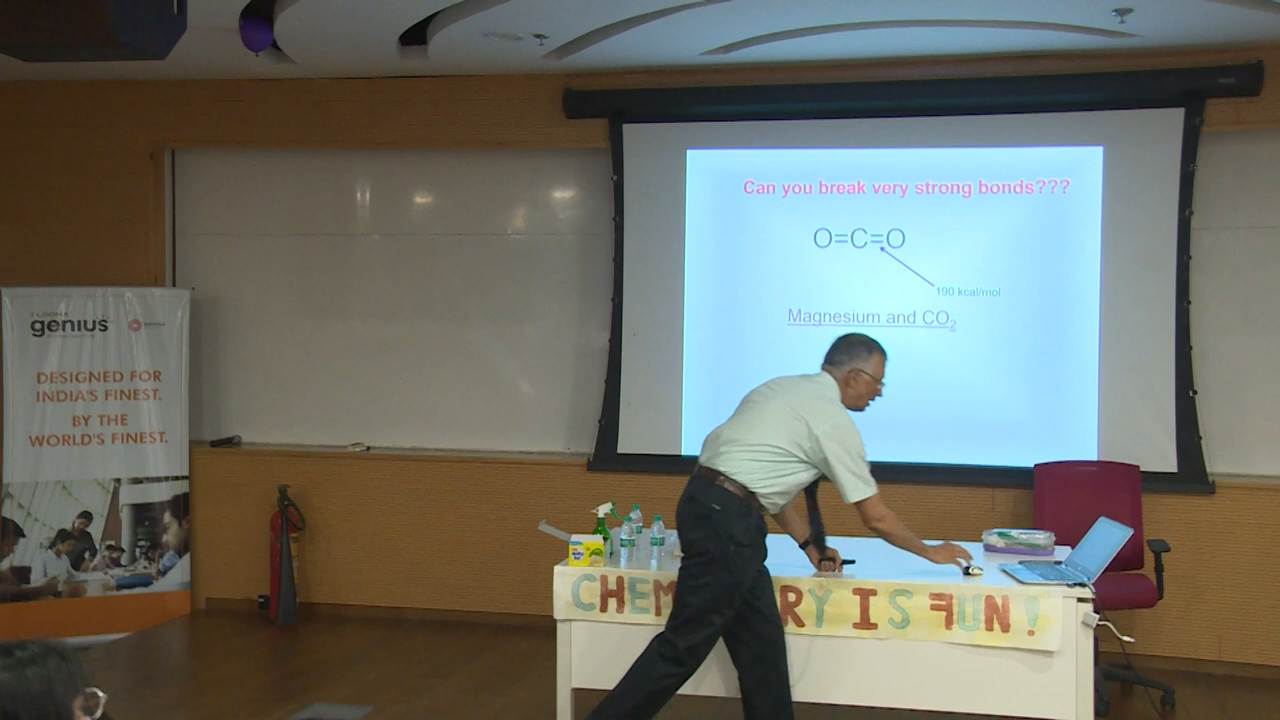 Can you break very strong bonds???
O=C=O
190 kcal/mol
Magnesium and CO2
LODHA
genius
DESIGNED FOR
INDIA'S FINEST.
BY THE
WORLD'S FINEST.
CHEM RY IS FUN!